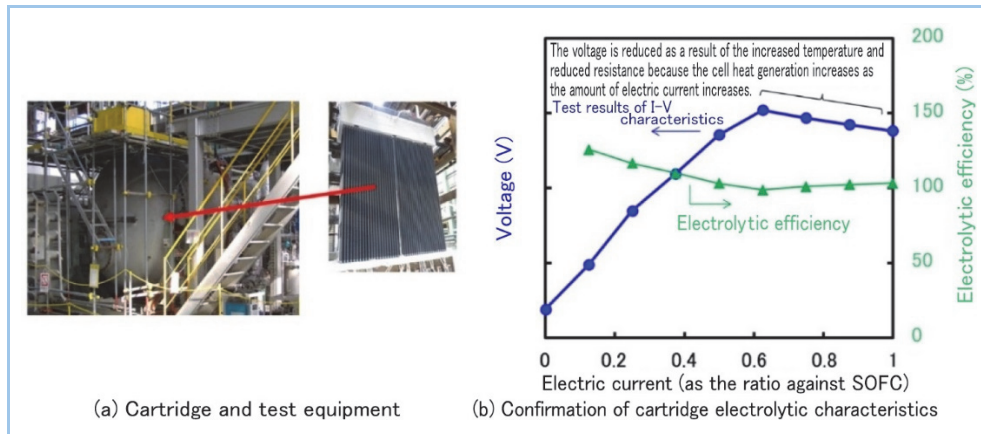 The voltage is reduced as a result of the increased temperature and
reduced resistance because the cell heat generation increases as
the amount of electric current increases.
Test results of I-V
characteristics
Electrolytic efficiency
Voltage (V)
Electrolytic efficiency (%)
200
150
100
50
0
0 0.2 0.4 0.6 0.8 1
Electric current (as the ratio against SOFC)
(a) Cartridge and test equipment
(b) Confirmation of cartridge electrolytic characteristics